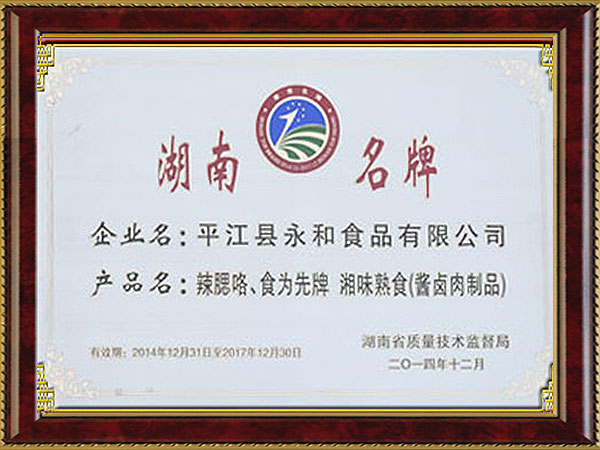 湖南名牌
企业名：平江县永和食品有限公司
产品名：辣腮咯、食为先牌 湘味熟食(酱卤肉制品)
有效期：2014年12月31日至2017年12月30日
湖南省质量技术监督局
二〇一四年十二月